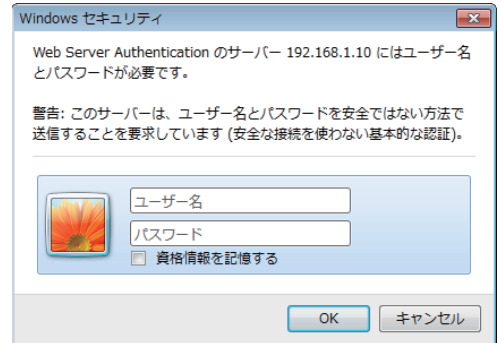 Windows セキュリティ
Web Server Authentication のサーバー 192.168.1.10 にはユーザー名
とパスワードが必要です。
警告: このサーバーは、ユーザー名とパスワードを安全ではない方法で
送信することを要求しています (安全な接続を使わない基本的な認証)。
ユーザー名
パスワード
資格情報を記憶する
OK キャンセル